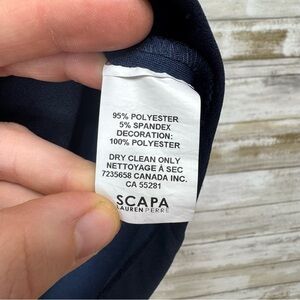 95% POLYESTER
5% SPANDEX
DECORATION:
100% POLYESTER
DRY CLEAN ONLY
NETTOYAGE À SEC
7235658 CANADA INC.
CA 55281
SCAPA
LAUREN PERRE